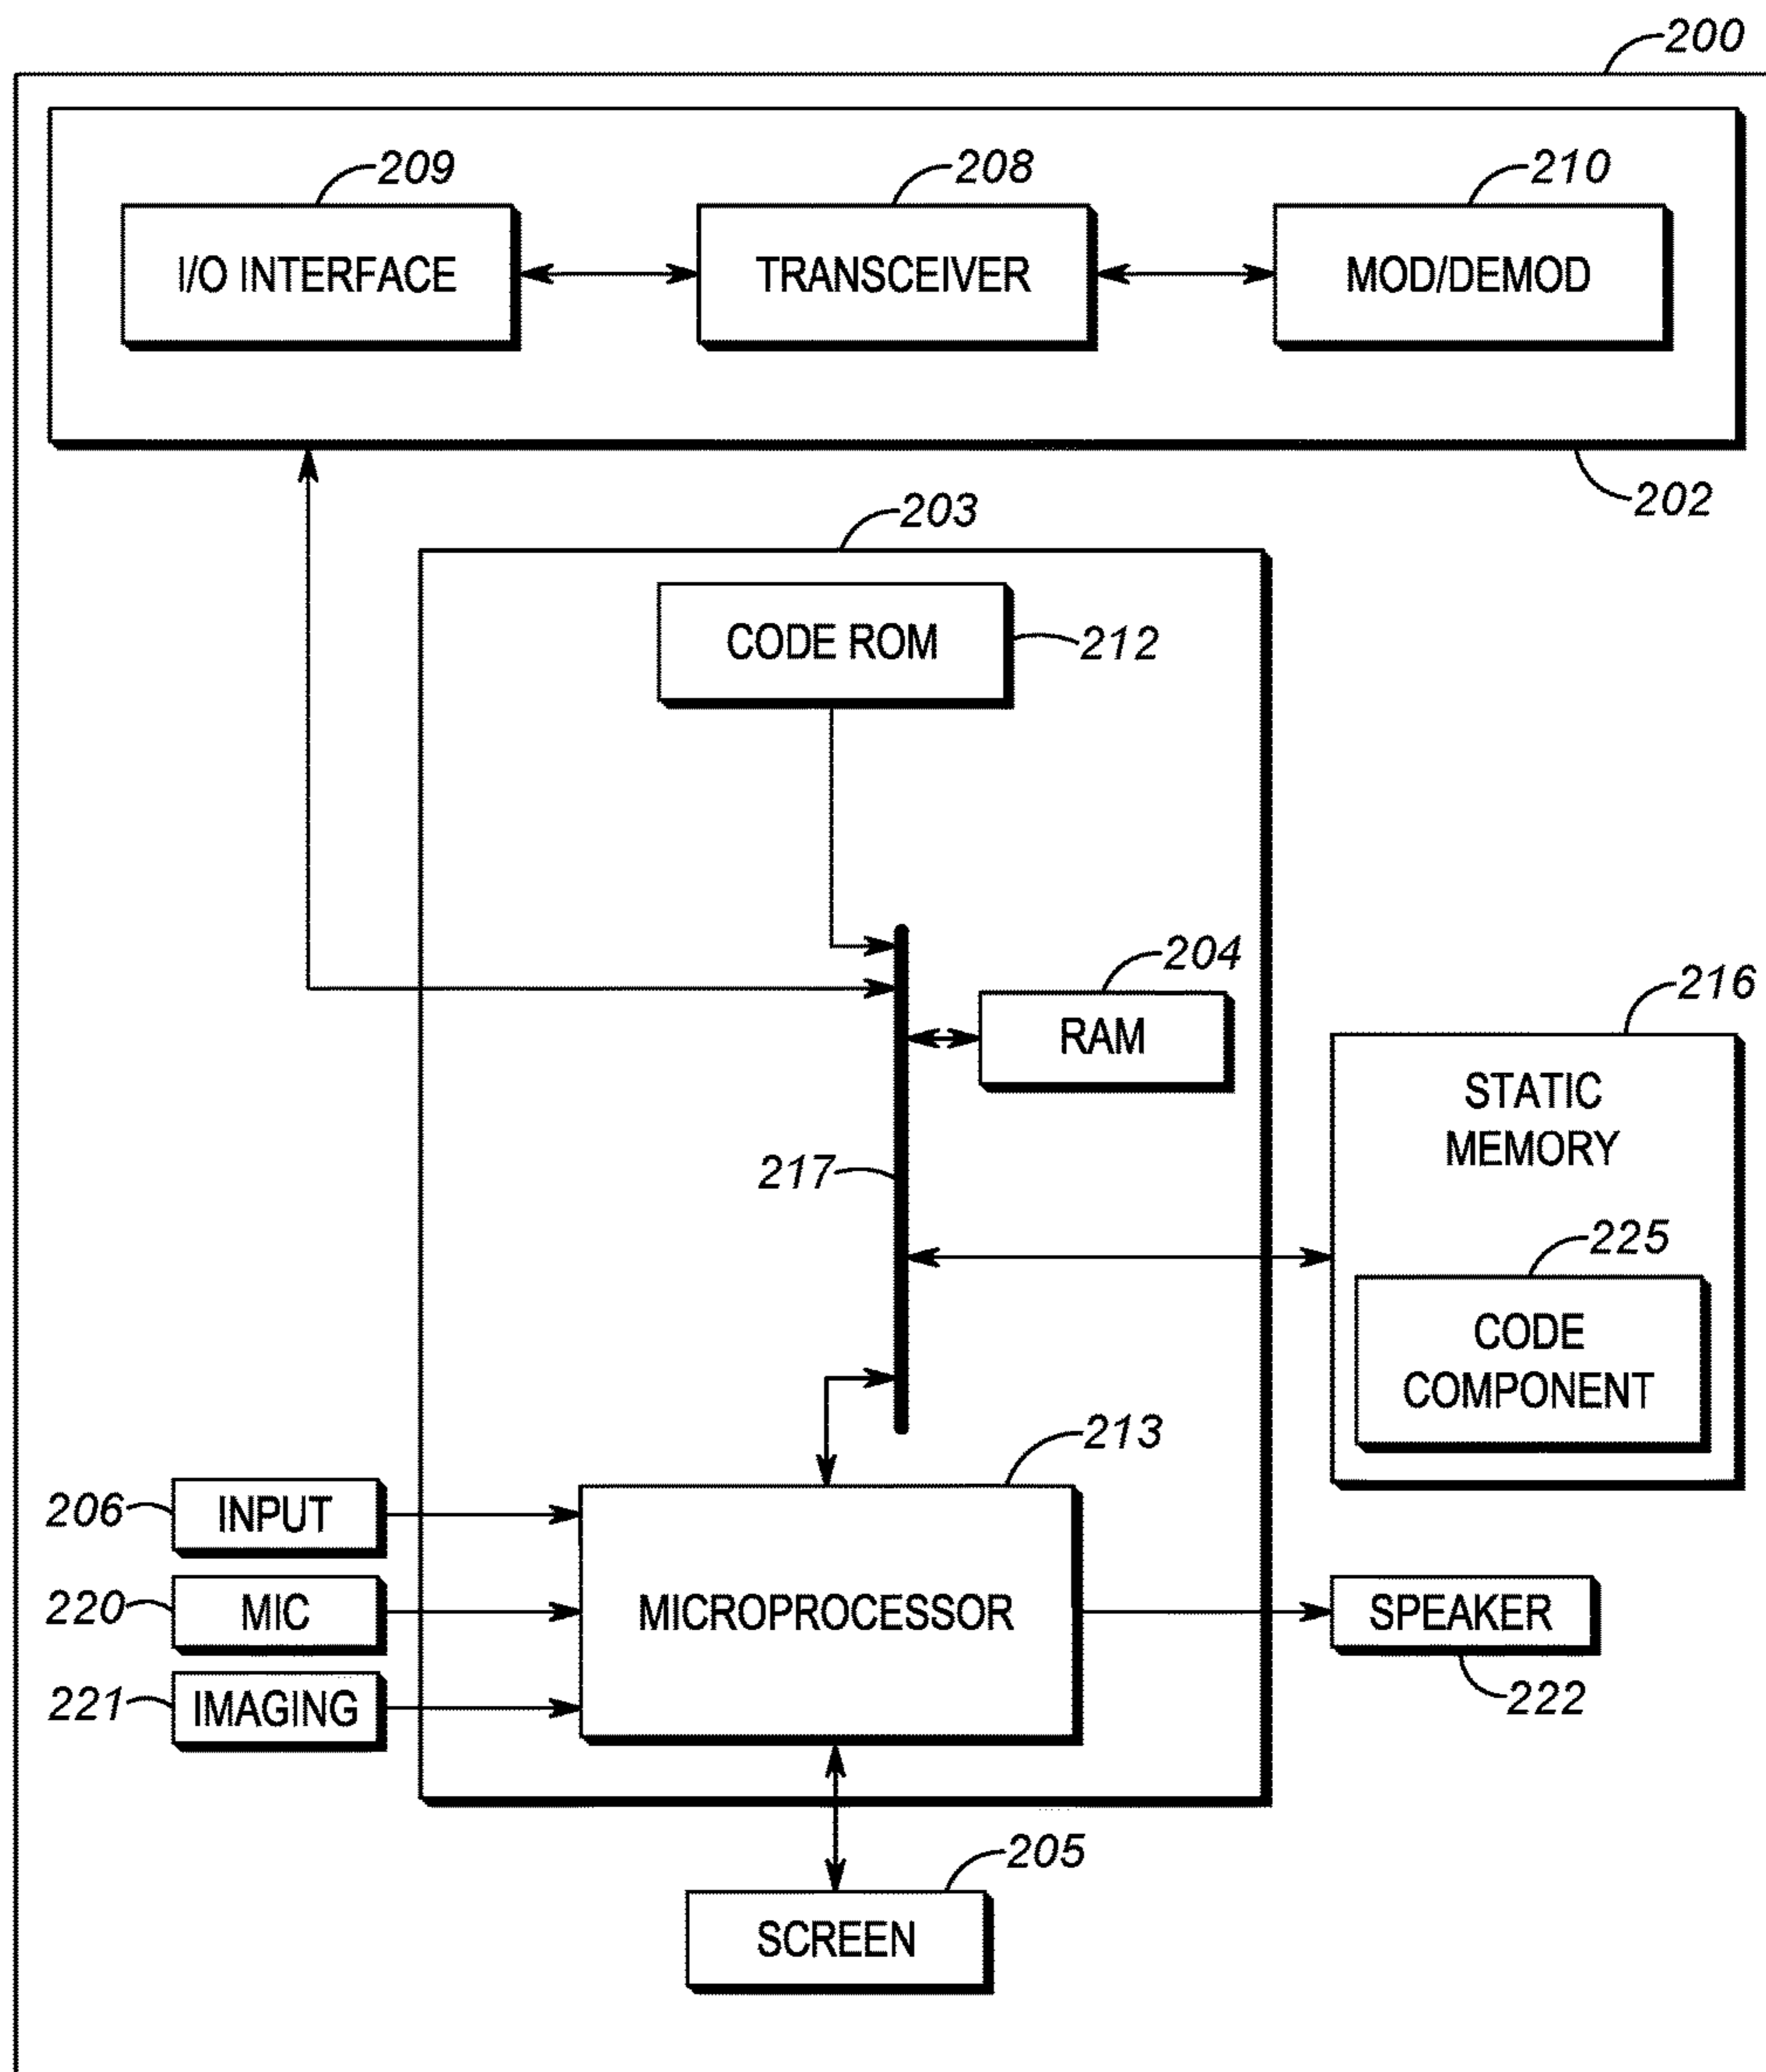 200
209
208
210
I/O INTERFACE
TRANSCEIVER
MOD/DEMOD
202
203
CODE ROM
212
204
RAM
216
STATIC
MEMORY
217
225
CODE
COMPONENT
213
206
INPUT
220
MIC
MICROPROCESSOR
SPEAKER
221
IMAGING
222
205
SCREEN